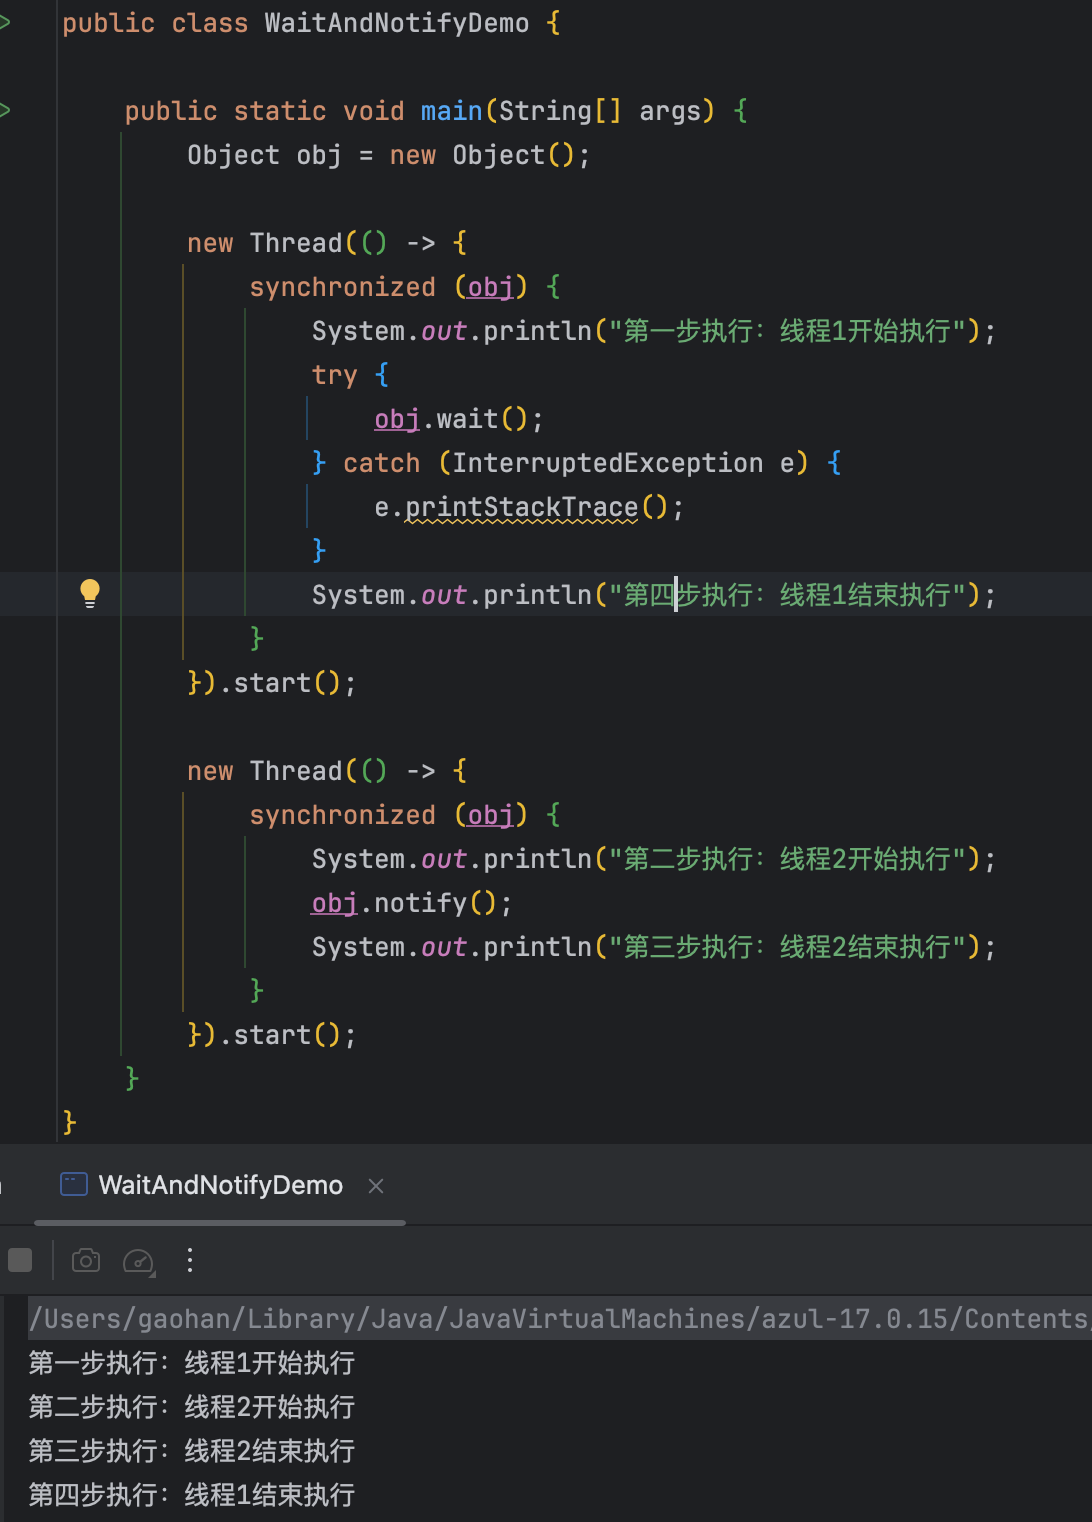 public class WaitAndNotifyDemo {
public static void main(String[] args) {
Object obj = new Object();
new Thread(() -> {
synchronized (obj) {
System.out.println("第一步执行：线程1开始执行");
try {
obj.wait();
} catch (InterruptedException e) {
e.printStackTrace();
}
System.out.println("第四步执行：线程1结束执行");
}
}).start();
new Thread(() -> {
synchronized (obj) {
System.out.println("第二步执行：线程2开始执行");
obj.notify();
System.out.println("第三步执行：线程2结束执行");
}
}).start();
}
}
WaitAndNotifyDemo
/Users/gaohan/Library/Java/JavaVirtualMachines/azul-17.0.15/Contents/
第一步执行：线程1开始执行
第二步执行：线程2开始执行
第三步执行：线程2结束执行
第四步执行：线程1结束执行